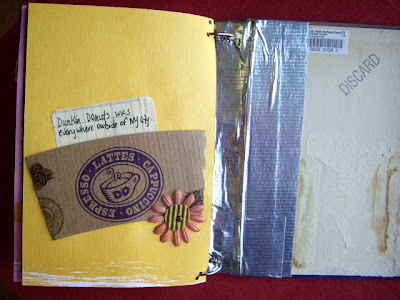 Dunkin Donuts was
everywhere outside of My city.
ESPRESSO · LATTES · CAPPUCCINO
DD
DISCARD